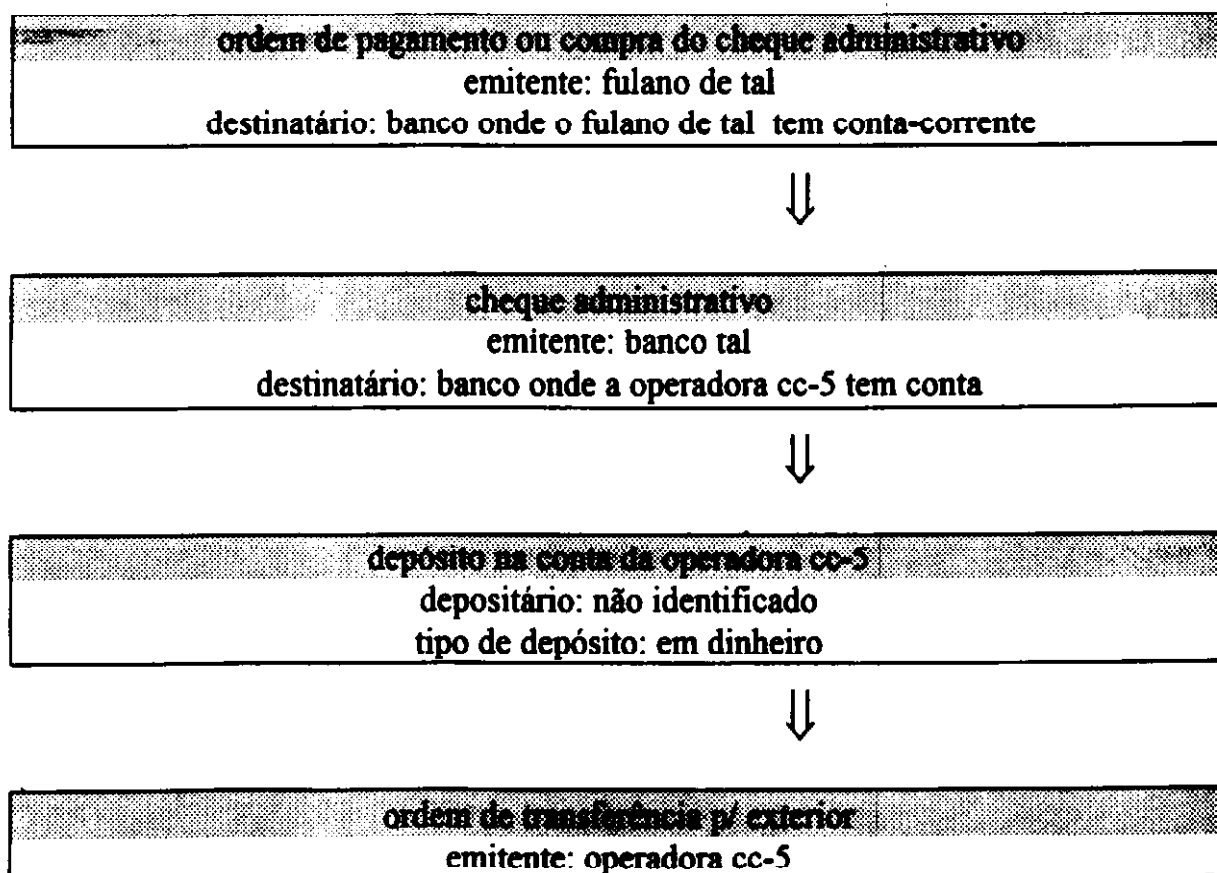 ordem de pagamento ou compra do cheque administrativo
emitente: fulano de tal
destinatário: banco onde o fulano de tal tem conta-corrente
⇓
cheque administrativo
emitente: banco tal
destinatário: banco onde a operadora cc-5 tem conta
⇓
depósito na conta da operadora cc-5
depositário: não identificado
tipo de depósito: em dinheiro
⇓
ordem de transferência p/ exterior
emitente: operadora cc-5